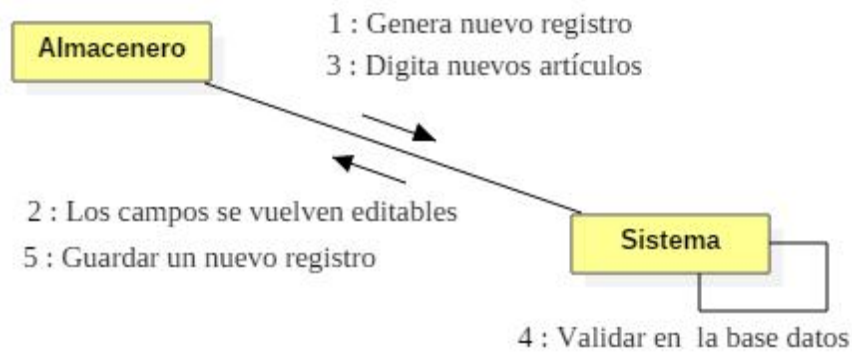 Almacenero
1 : Genera nuevo registro
3 : Digita nuevos artículos
2 : Los campos se vuelven editables
5 : Guardar un nuevo registro
Sistema
4 : Validar en la base datos